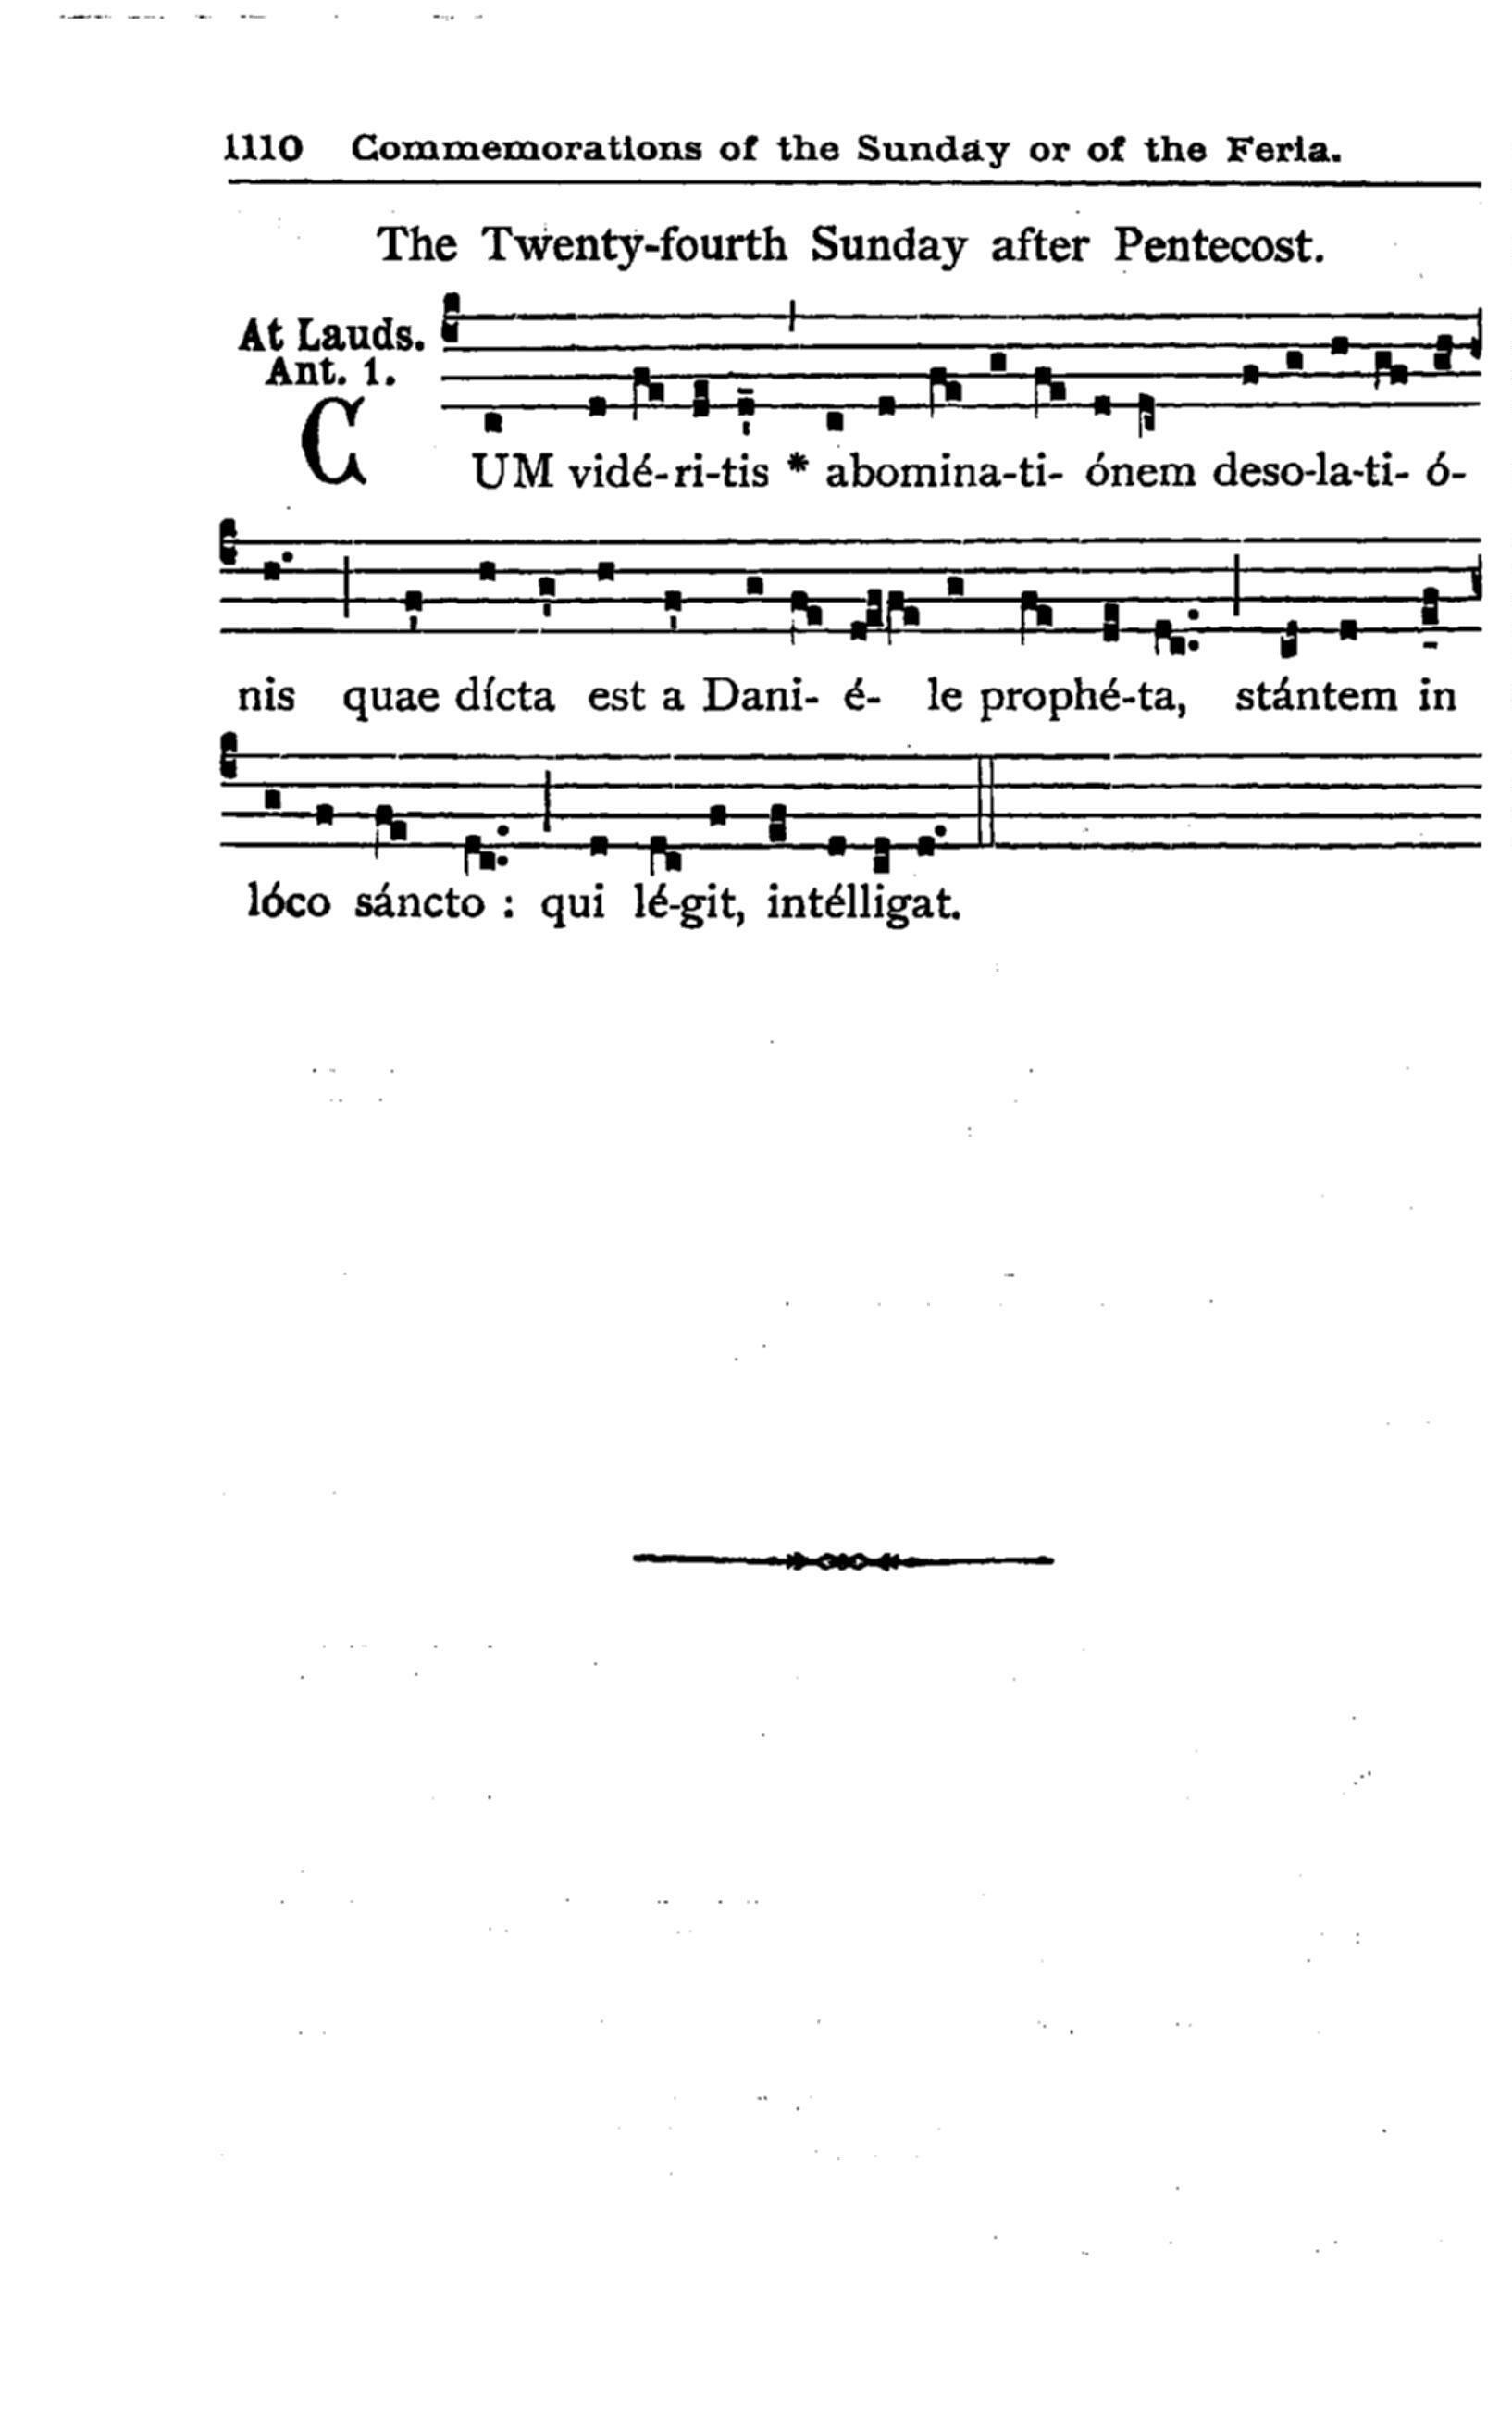 1110 Commemorations of the Sunday or of the Feria.
The Twenty-fourth Sunday after Pentecost.
At Lauds.
Ant. 1.
CUM vidé-ri-tis * abomina-ti- ónem deso-la-ti- ó-
nis quae dícta est a Dani- é- le prophé-ta, stántem in
lóco sáncto : qui lé-git, intélligat.